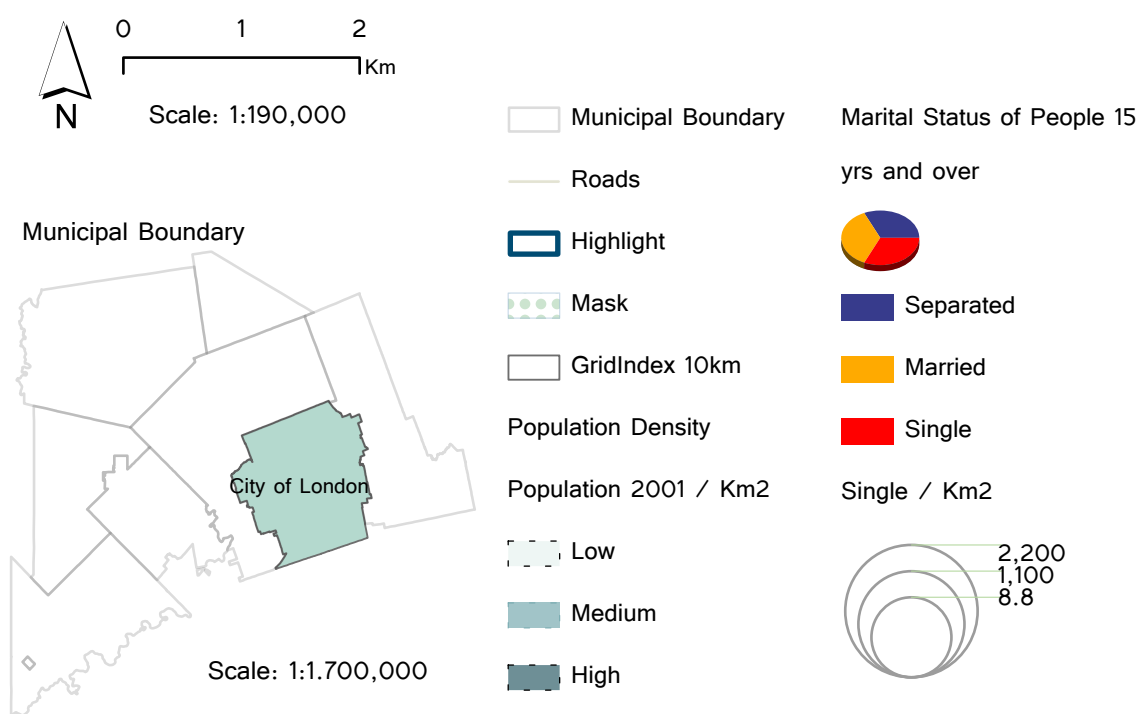 0 1 2
Km
N
Scale: 1:190,000
Municipal Boundary
City of London
Scale: 1:1.700,000
Municipal Boundary
Roads
Highlight
Mask
GridIndex 10km
Population Density
Population 2001 / Km2
Low
Medium
High
Marital Status of People 15
yrs and over
Separated
Married
Single
Single / Km2
2,200
1,100
8.8